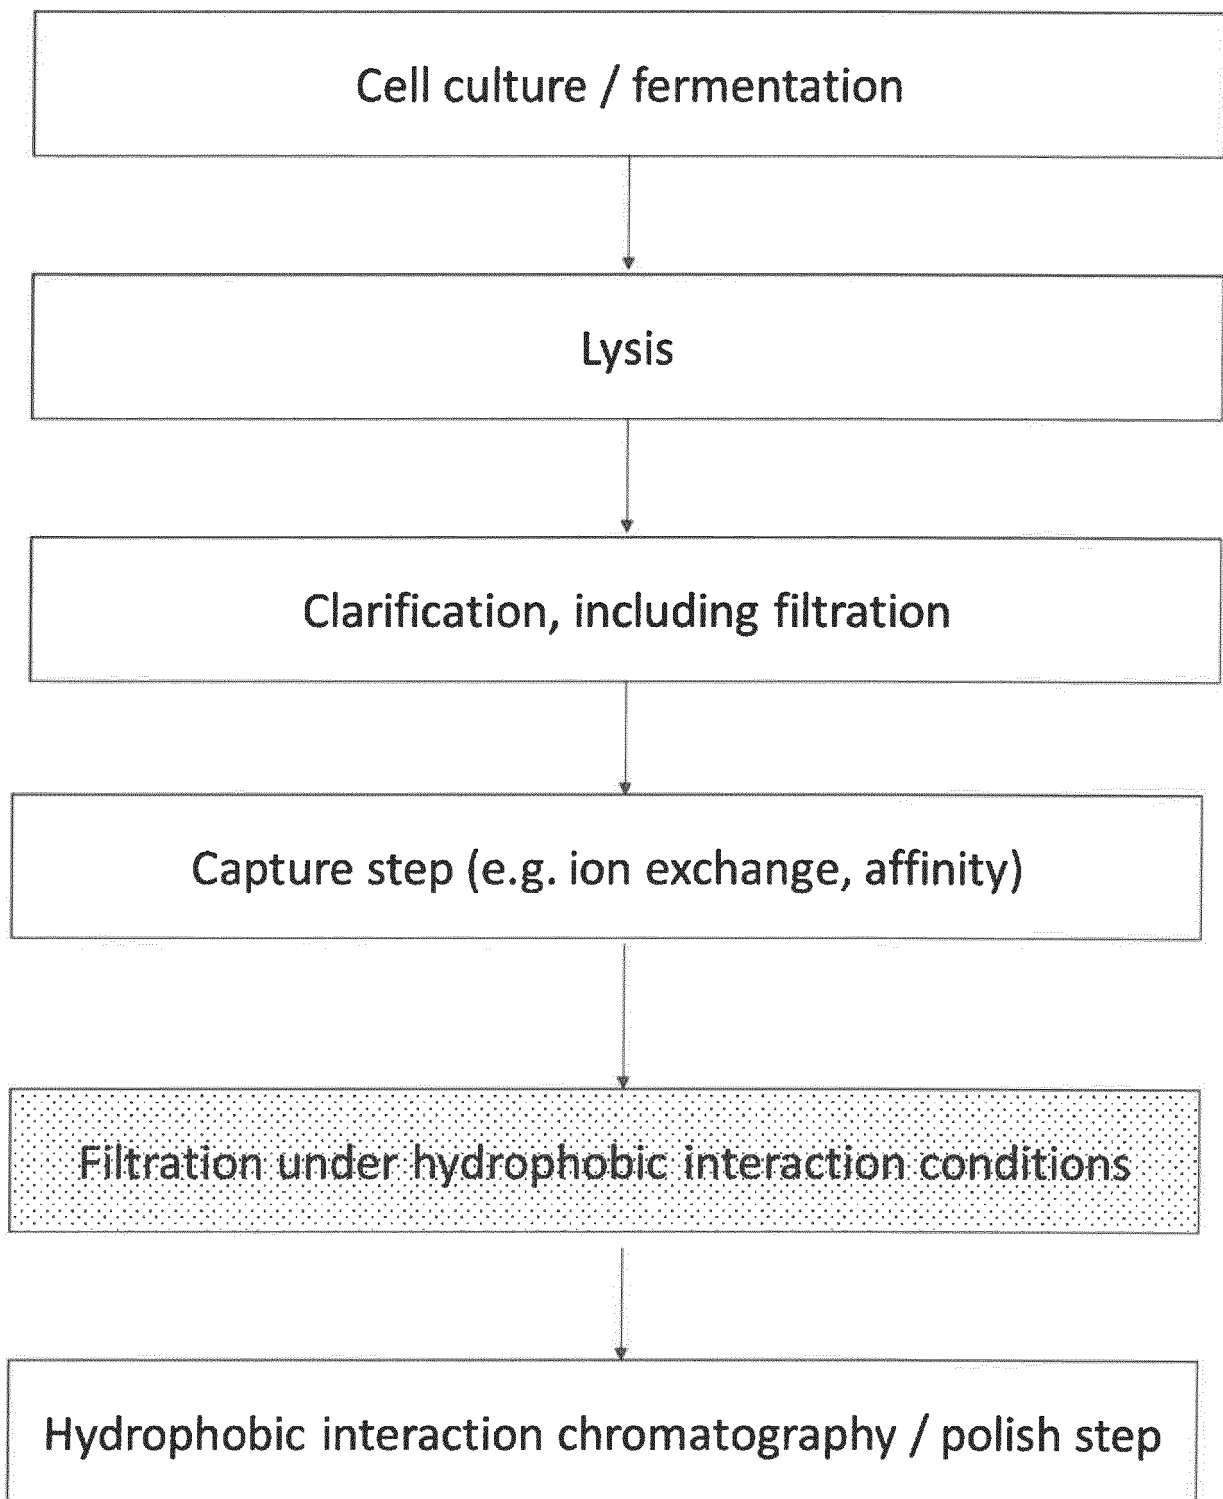 Cell culture / fermentation
Lysis
Clarification, including filtration
Capture step (e.g. ion exchange, affinity)
Filtration under hydrophobic interaction conditions
Hydrophobic interaction chromatography / polish step